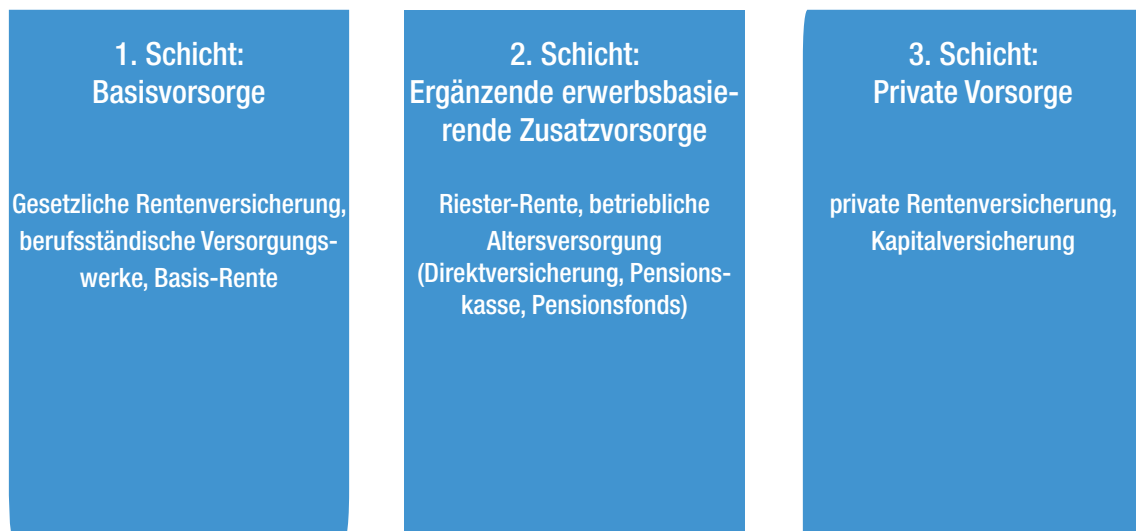 1. Schicht:
Basisvorsorge
Gesetzliche Rentenversicherung,
berufsständische Versorgungs-
werke, Basis-Rente
2. Schicht:
Ergänzende erwerbsbasie-
rende Zusatzvorsorge
Riester-Rente, betriebliche
Altersversorgung
(Direktversicherung, Pensions-
kasse, Pensionsfonds)
3. Schicht:
Private Vorsorge
private Rentenversicherung,
Kapitalversicherung